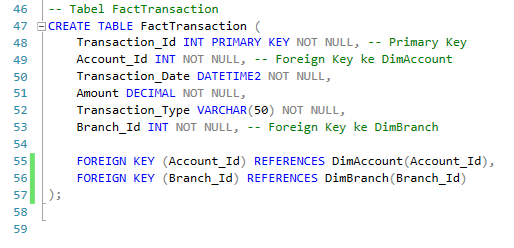 46 -- Tabel FactTransaction
47 CREATE TABLE FactTransaction (
48 Transaction_Id INT PRIMARY KEY NOT NULL, -- Primary Key
49 Account_Id INT NOT NULL, -- Foreign Key ke DimAccount
50 Transaction_Date DATETIME2 NOT NULL,
51 Amount DECIMAL NOT NULL,
52 Transaction_Type VARCHAR(50) NOT NULL,
53 Branch_Id INT NOT NULL, -- Foreign Key ke DimBranch
54
55 FOREIGN KEY (Account_Id) REFERENCES DimAccount(Account_Id),
56 FOREIGN KEY (Branch_Id) REFERENCES DimBranch(Branch_Id)
57 );
58
59